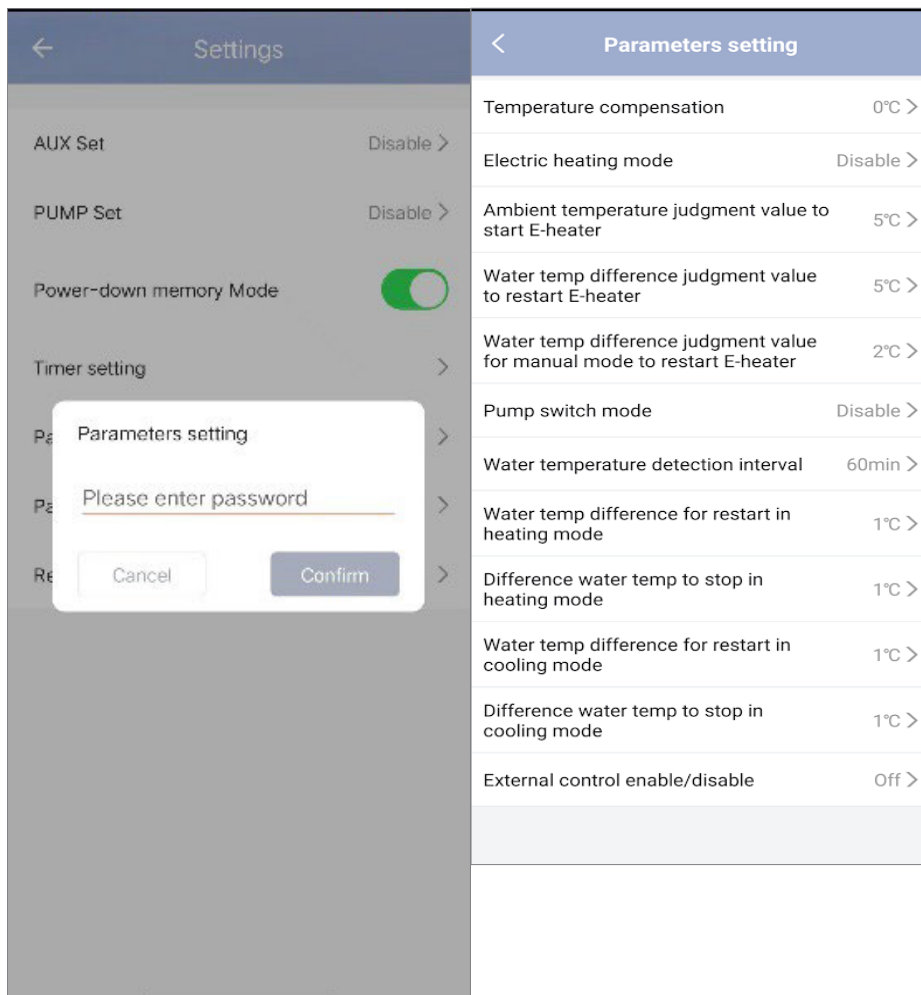 Settings
AUX Set
Disable
PUMP Set
Disable
Power-down memory Mode
Timer setting
Pa
Parameters setting
Pa
Please enter password
Re
Cancel
Confirm
Parameters setting
Temperature compensation
0℃
Electric heating mode
Disable
Ambient temperature judgment value to
start E-heater
5℃
Water temp difference judgment value
to restart E-heater
5℃
Water temp difference judgment value
for manual mode to restart E-heater
2℃
Pump switch mode
Disable
Water temperature detection interval
60min
Water temp difference for restart in
heating mode
1℃
Difference water temp to stop in
heating mode
1℃
Water temp difference for restart in
cooling mode
1℃
Difference water temp to stop in
cooling mode
1℃
External control enable/disable
Off